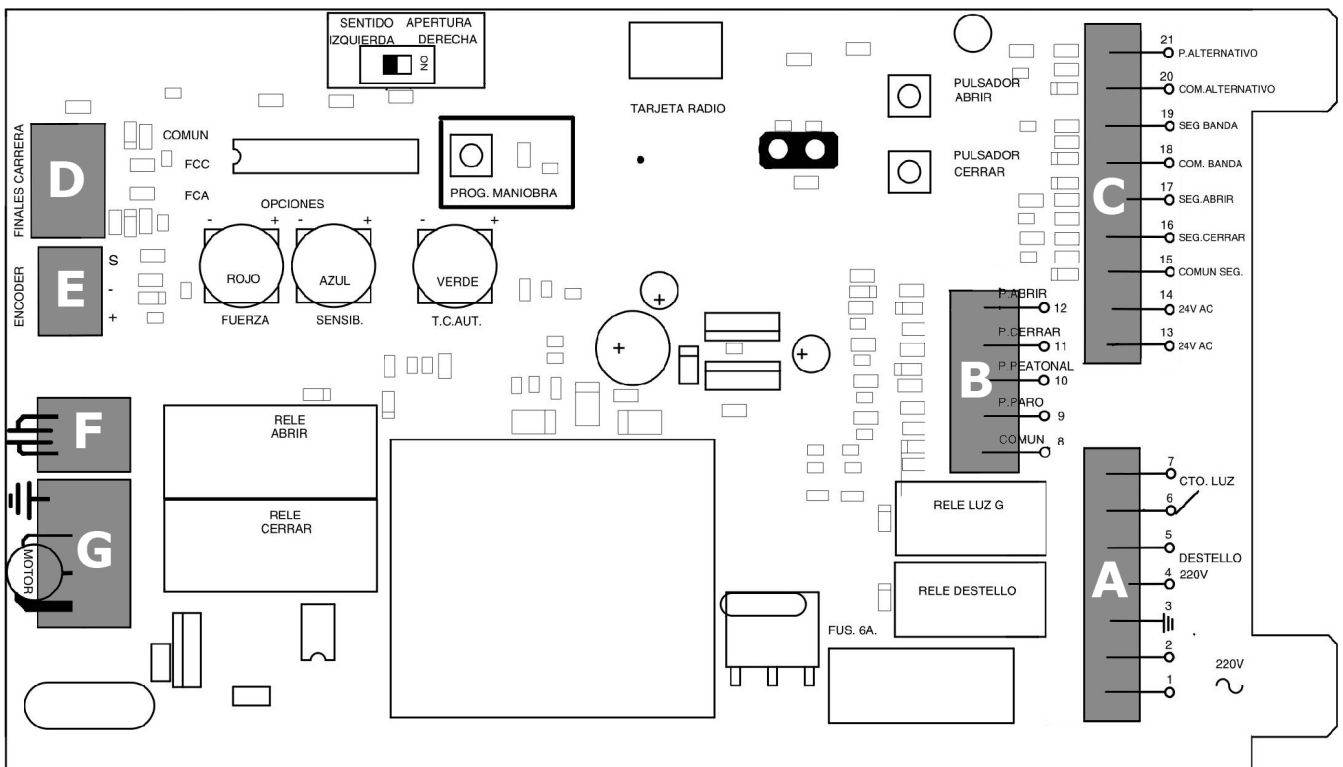 SENTIDO APERTURA
IZQUIERDA DERECHA
ON
TARJETA RADIO
PULSADOR
ABRIR
PULSADOR
CERRAR
PROG. MANIOBRA
FINALES CARRERA
D
COMUN
FCC
FCA
OPCIONES
- +
- +
- +
ROJO
AZUL
VERDE
FUERZA
SENSIB.
T.C.AUT.
ENCODER
E
S
-
+
+
+
+
C
21
P.ALTERNATIVO
20
COM.ALTERNATIVO
19
SEG BANDA
18
COM. BANDA
17
SEG.ABRIR
16
SEG.CERRAR
15
COMUN SEG.
14
24V AC
13
24V AC
B
P.ABRIR
12
P.CERRAR
11
P.PEATONAL
10
P.PARO
9
COMUN
8
F
RELE
ABRIR
RELE
CERRAR
G
MOTOR
RELE LUZ G
RELE DESTELLO
FUS. 6A.
A
7
CTO. LUZ
6
5
DESTELLO
4
220V
3
2
220V
1